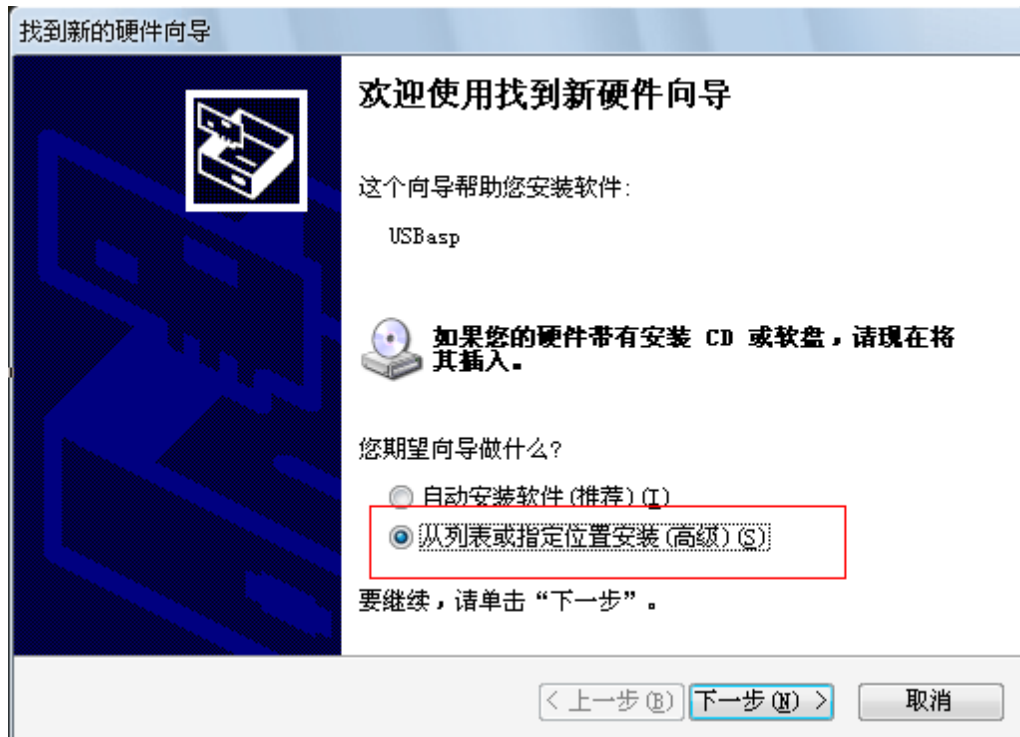 找到新的硬件向导
欢迎使用找到新硬件向导
这个向导帮助您安装软件:
USBasp
如果您的硬件带有安装 CD 或软盘，请现在将
其插入。
您期望向导做什么?
自动安装软件(推荐)(I)
从列表或指定位置安装(高级)(S)
要继续，请单击“下一步”。
< 上一步(B) 下一步(N) > 取消